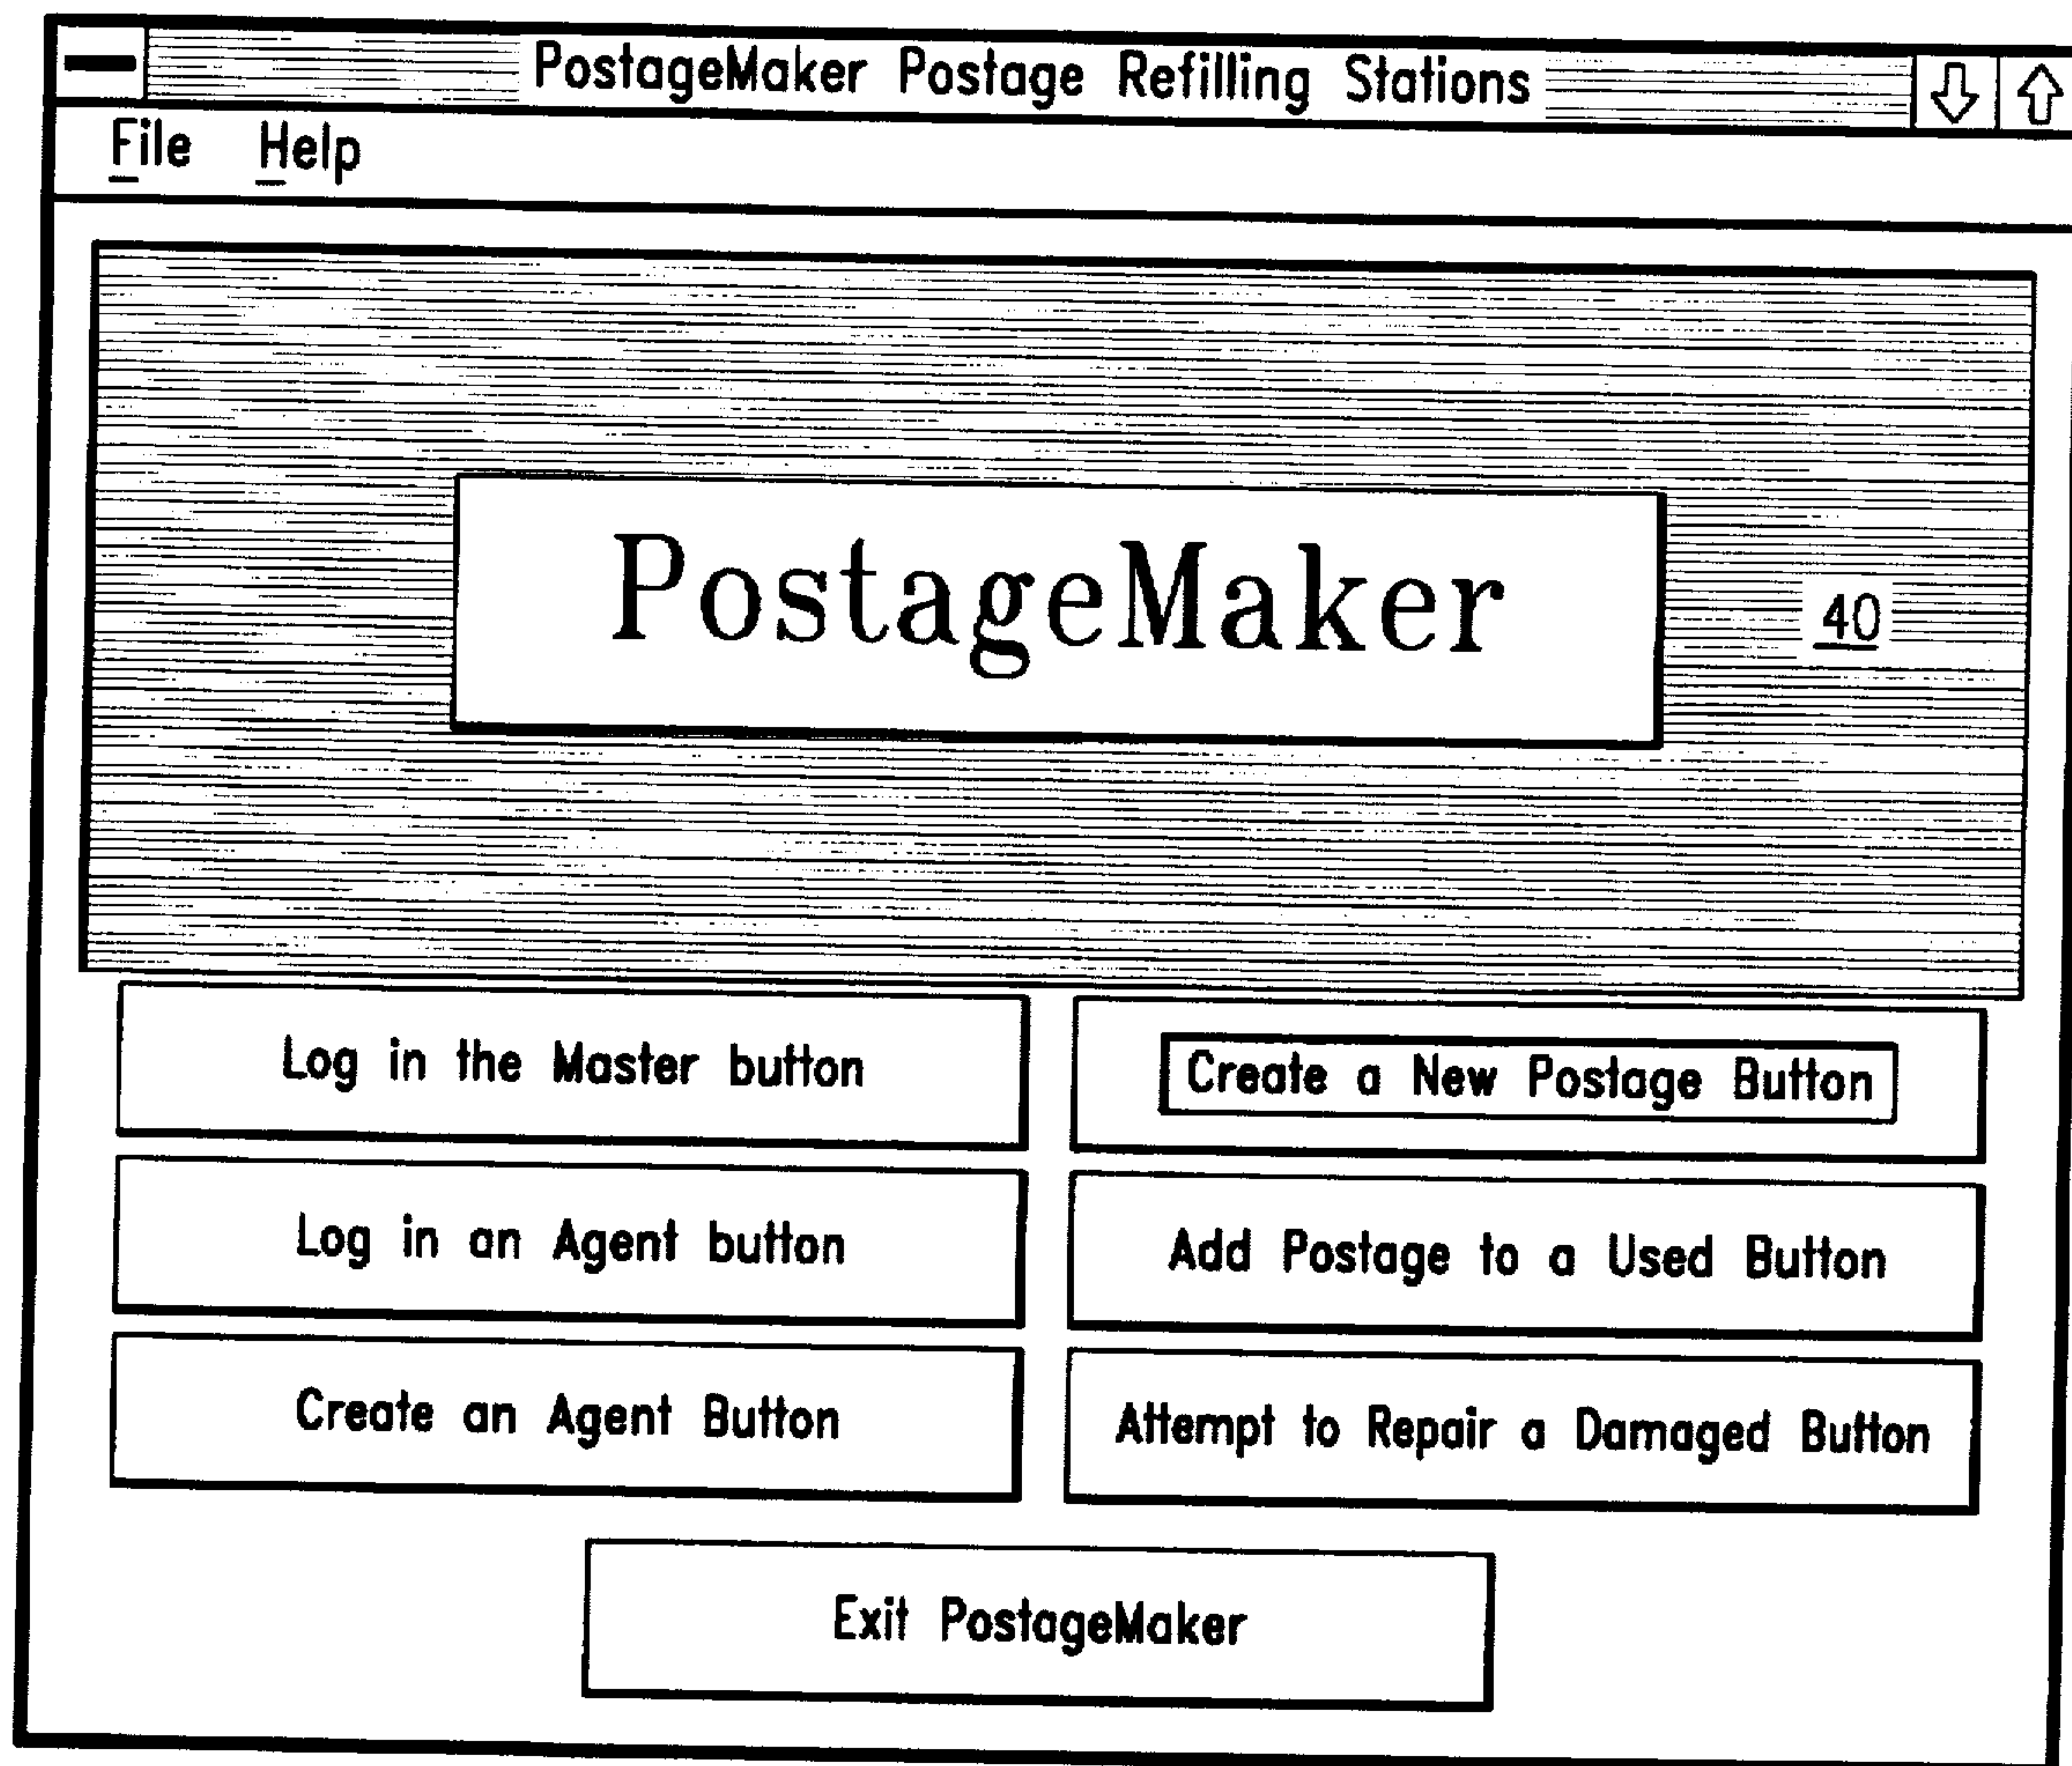 PostageMaker Postage Refilling Stations
File Help
PostageMaker
40
Log in the Master button
Create a New Postage Button
Log in an Agent button
Add Postage to a Used Button
Create an Agent Button
Attempt to Repair a Damaged Button
Exit PostageMaker